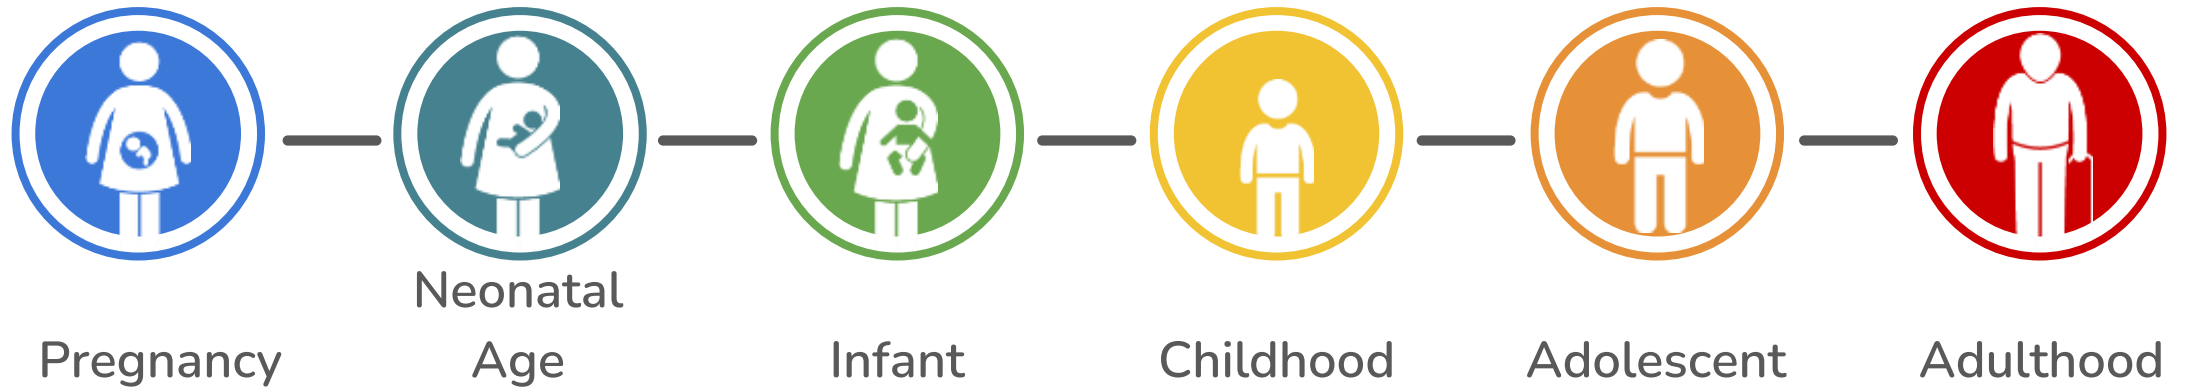 Pregnancy
Neonatal
Age
Infant
Childhood
Adolescent
Adulthood